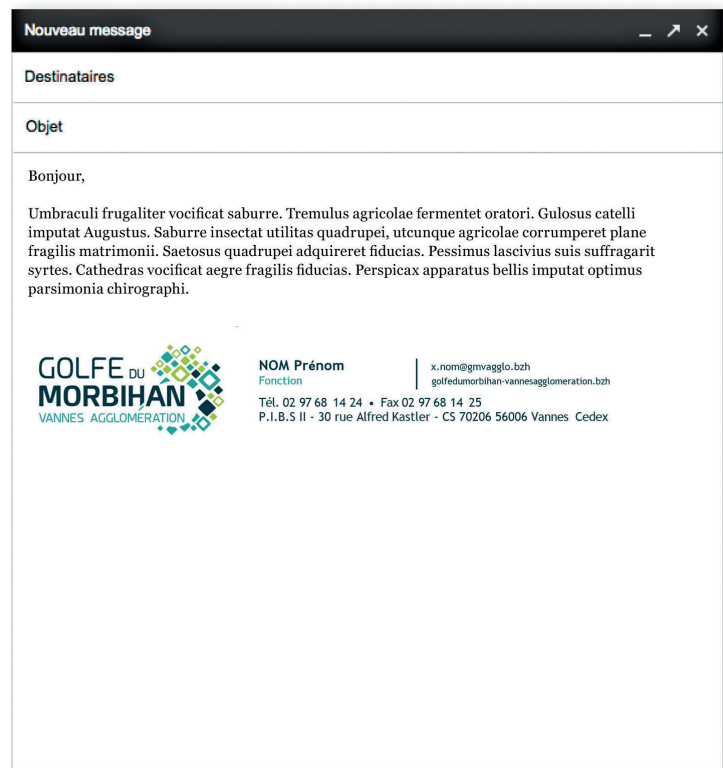 Nouveau message
Destinataires
Objet
Bonjour,
Umbraculi frugaliter vocificat saburre. Tremulus agricolae fermentet oratori. Gulosus catelli
imputat Augustus. Saburre insectat utilitas quadrupei, utcunque agricolae corrumperet plane
fragilis matrimonii. Saetosus quadrupei adquireret fiducias. Pessimus lascivius suis suffragarit
syrtes. Cathedras vocificat aegre fragilis fiducias. Perspicax apparatus bellis imputat optimus
parsimonia chirographi.
GOLFE DU
MORBIHAN
VANNES AGGLOMÉRATION
NOM Prénom
Fonction
x.nom@gmvagglo.bzh
golfedumorbihan-vannesagglomeration.bzh
Tél. 02 97 68 14 24 • Fax 02 97 68 14 25
P.I.B.S II - 30 rue Alfred Kastler - CS 70206 56006 Vannes Cedex